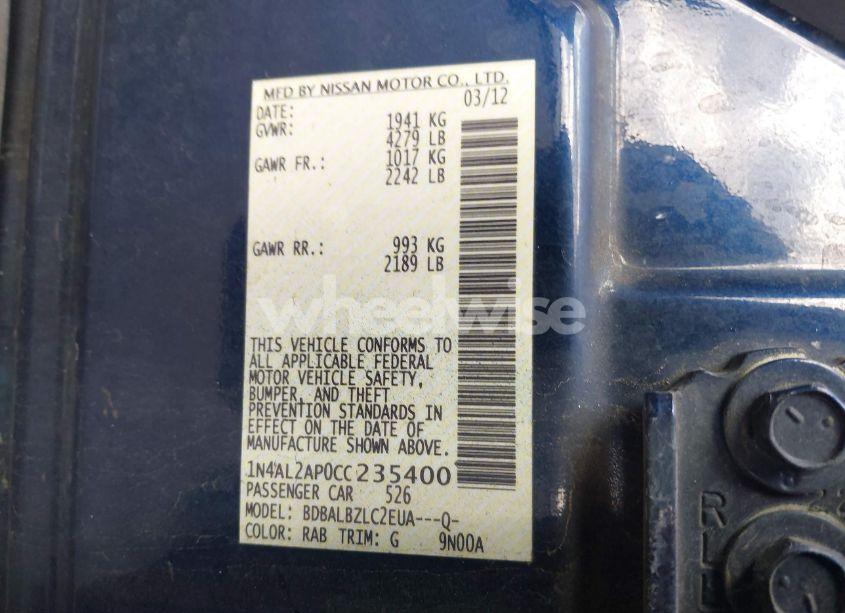 MFD BY NISSAN MOTOR CO., LTD.
DATE: 03/12
GVWR: 1941 KG
4279 LB
GAWR FR.: 1017 KG
2242 LB
GAWR RR.: 993 KG
2189 LB
wheelwise
THIS VEHICLE CONFORMS TO
ALL APPLICABLE FEDERAL
MOTOR VEHICLE SAFETY,
BUMPER, AND THEFT
PREVENTION STANDARDS IN
EFFECT ON THE DATE OF
MANUFACTURE SHOWN ABOVE.
1N4AL2AP0CC235400
PASSENGER CAR 526
MODEL: BDBALBZLC2EUA---Q-
COLOR: RAB TRIM: G 9N00A